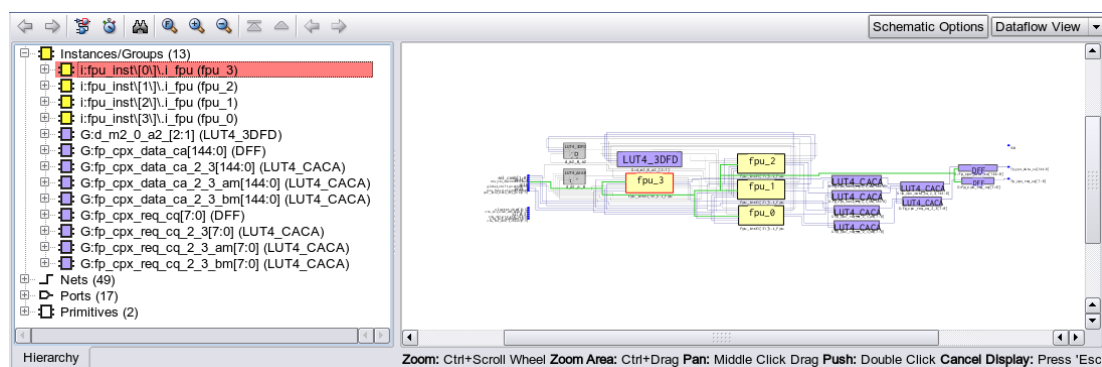 Schematic Options Dataflow View
Instances/Groups (13)
i:fpu_inst\[0\]\.i_fpu (fpu_3)
i:fpu_inst\[1\]\.i_fpu (fpu_2)
i:fpu_inst\[2\]\.i_fpu (fpu_1)
i:fpu_inst\[3\]\.i_fpu (fpu_0)
G:d_m2_0_a2_[2:1] (LUT4_3DFD)
G:fp_cpx_data_ca[144:0] (DFF)
G:fp_cpx_data_ca_2_3[144:0] (LUT4_CACA)
G:fp_cpx_data_ca_2_3_am[144:0] (LUT4_CACA)
G:fp_cpx_data_ca_2_3_bm[144:0] (LUT4_CACA)
G:fp_cpx_req_cq[7:0] (DFF)
G:fp_cpx_req_cq_2_3[7:0] (LUT4_CACA)
G:fp_cpx_req_cq_2_3_am[7:0] (LUT4_CACA)
G:fp_cpx_req_cq_2_3_bm[7:0] (LUT4_CACA)
Nets (49)
Ports (17)
Primitives (2)
Hierarchy
LUT4_3DFD
fpu_3
fpu_2
fpu_1
fpu_0
LUT4_CACA
LUT4_CACA
LUT4_CACA
LUT4_CACA
LUT4_CACA
LUT4_CACA
DFF
DFF
Zoom: Ctrl+Scroll Wheel Zoom Area: Ctrl+Drag Pan: Middle Click Drag Push: Double Click Cancel Display: Press 'Esc